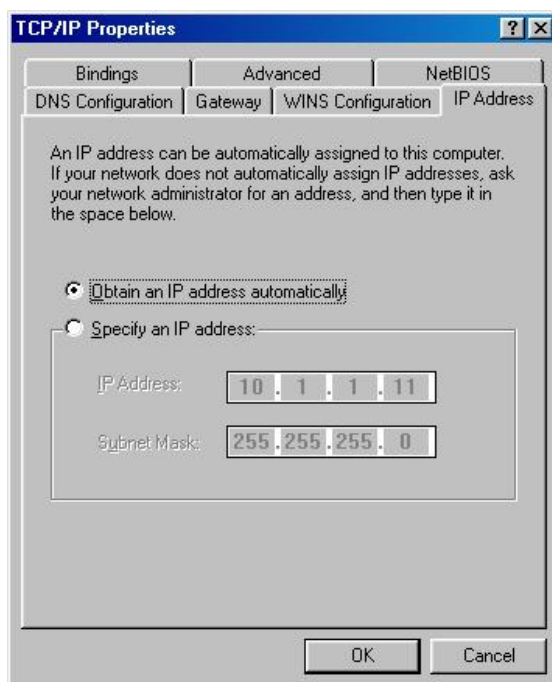 TCP/IP Properties
? ×
Bindings Advanced NetBIOS
DNS Configuration Gateway WINS Configuration IP Address
An IP address can be automatically assigned to this computer.
If your network does not automatically assign IP addresses, ask
your network administrator for an address, and then type it in
the space below.
Obtain an IP address automatically
Specify an IP address:
IP Address: 10 . 1 . 1 . 11
Subnet Mask: 255 . 255 . 255 . 0
OK Cancel